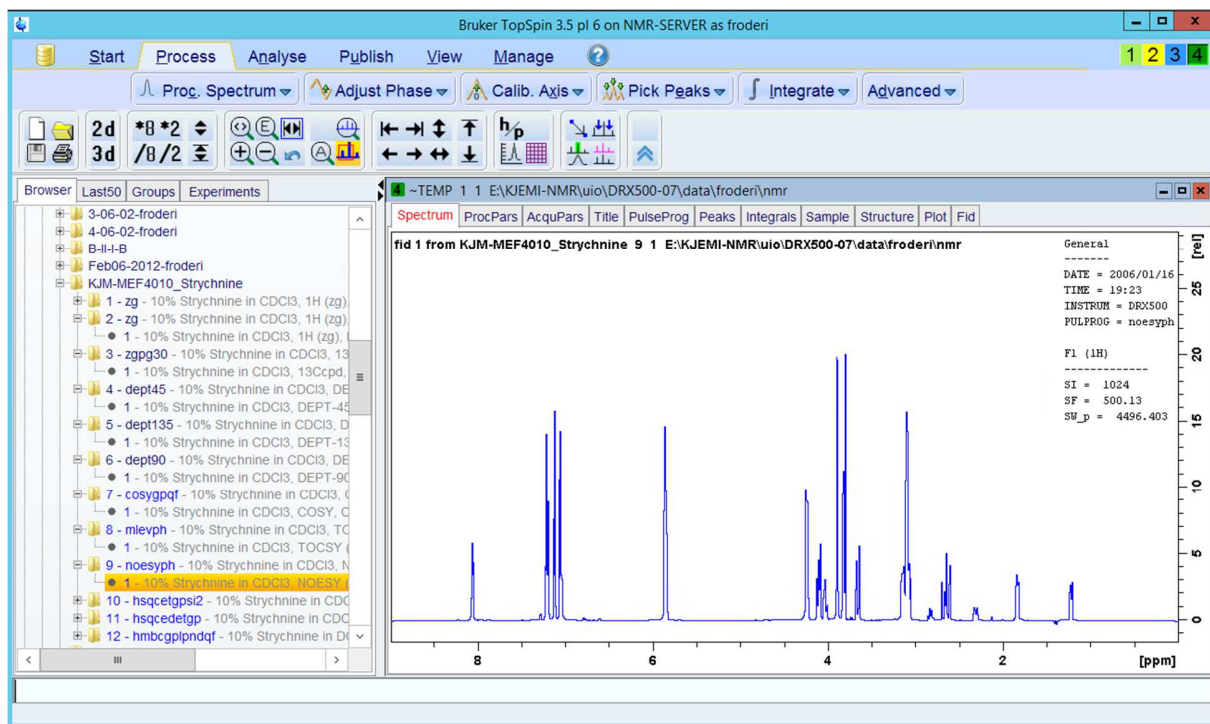 Bruker TopSpin 3.5 pl 6 on NMR-SERVER as froderi
Start Process Analyse Publish View Manage ?
1 2 3 4
Proc. Spectrum Adjust Phase Calib. Axis Pick Peaks Integrate Advanced
2d *8 *2 E h/p
3d /8 /2 A
Browser Last50 Groups Experiments
3-06-02-froderi
4-06-02-froderi
B-II-I-B
Feb06-2012-froderi
KJM-MEF4010_Strychnine
1 - zg - 10% Strychnine in CDCl3, 1H (zg),
2 - zg - 10% Strychnine in CDCl3, 1H (zg),
1 - 10% Strychnine in CDCl3, 1H (zg),
3 - zgpg30 - 10% Strychnine in CDCl3, 13
1 - 10% Strychnine in CDCl3, 13Ccpd,
4 - dept45 - 10% Strychnine in CDCl3, DE
1 - 10% Strychnine in CDCl3, DEPT-45
5 - dept135 - 10% Strychnine in CDCl3, D
1 - 10% Strychnine in CDCl3, DEPT-13
6 - dept90 - 10% Strychnine in CDCl3, DE
1 - 10% Strychnine in CDCl3, DEPT-90
7 - cosygpqf - 10% Strychnine in CDCl3,
1 - 10% Strychnine in CDCl3, COSY,
8 - mlevph - 10% Strychnine in CDCl3, TC
1 - 10% Strychnine in CDCl3, TOCSY (
9 - noesyph - 10% Strychnine in CDCl3, N
1 - 10% Strychnine in CDCl3, NOESY (
10 - hsqcetgpsi2 - 10% Strychnine in CDC
11 - hsqcedetgp - 10% Strychnine in CDC
12 - hmbcgplpndqf - 10% Strychnine in
4 ~TEMP 1 1 E:\KJEMI-NMR\uio\DRX500-07\data\froderi\nmr
Spectrum ProcPars AcquPars Title PulseProg Peaks Integrals Sample Structure Plot Fid
fid 1 from KJM-MEF4010_Strychnine 9 1 E:\KJEMI-NMR\uio\DRX500-07\data\froderi\nmr
General
-------
DATE = 2006/01/16
TIME = 19:23
INSTRUM = DRX500
PULPROG = noesyph
F1 (1H)
-------------
SI = 1024
SF = 500.13
SW_p = 4496.403
[rel]
25
20
15
10
5
0
8 6 4 2 [ppm]